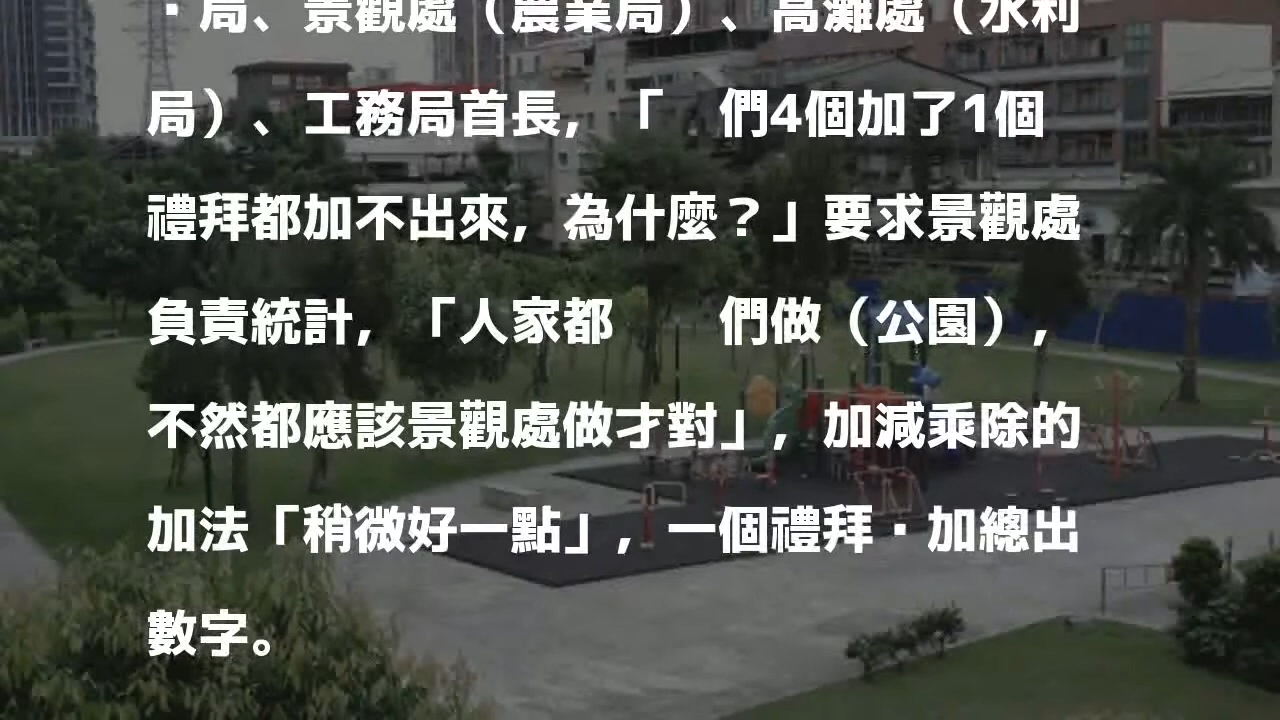 ・局、景觀處（農業局）、高灘處（水利
局）、工務局首長，「　們4個加了1個
禮拜都加不出來，為什麼？」要求景觀處
負責統計，「人家都　　們做（公園），
不然都應該景觀處做才對」，加減乘除的
加法「稍微好一點」，一個禮拜・加總出
數字。